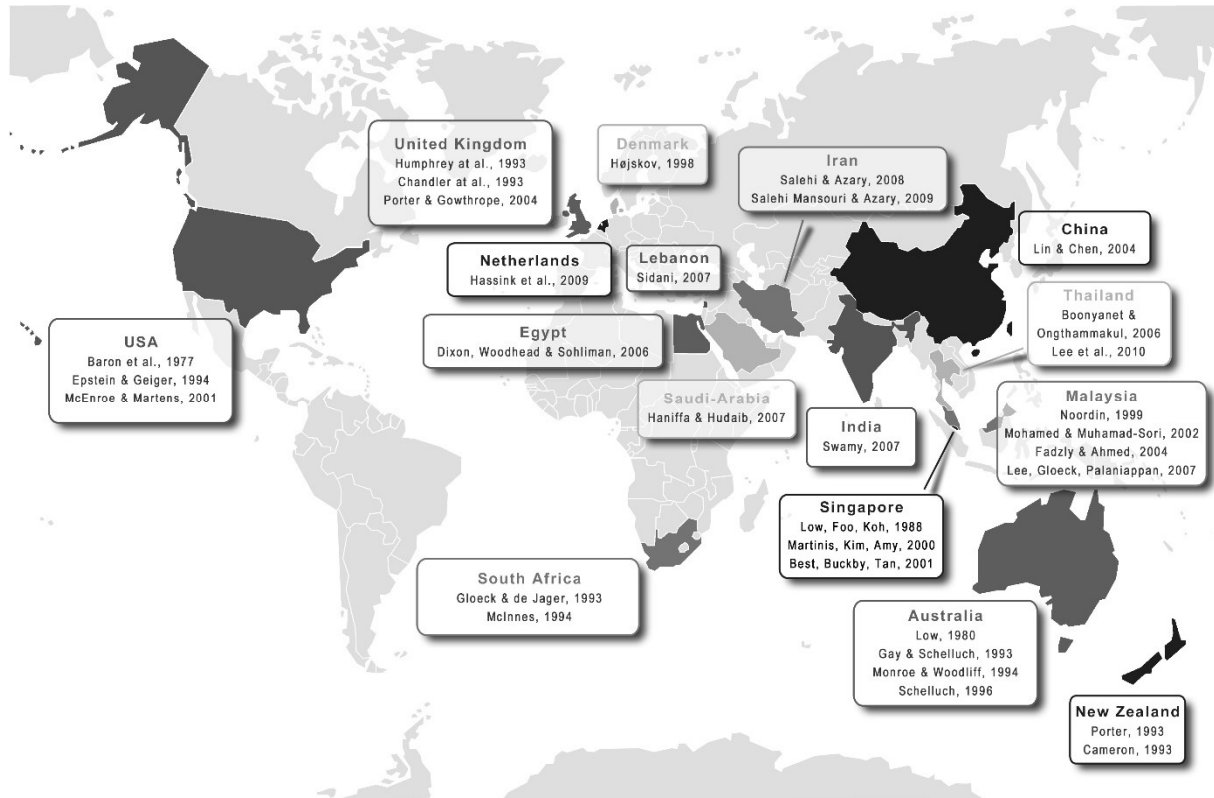 United Kingdom
Humphrey at al., 1993
Chandler at al., 1993
Porter & Gowthrope, 2004
Denmark
Højskov, 1998
Iran
Salehi & Azary, 2008
Salehi Mansouri & Azary, 2009
China
Lin & Chen, 2004
Netherlands
Hassink et al., 2009
Lebanon
Sidani, 2007
Thailand
Boonyanet &
Ongthammakul, 2006
Lee et al., 2010
USA
Baron et al., 1977
Epstein & Geiger, 1994
McEnroe & Martens, 2001
Egypt
Dixon, Woodhead & Sohliman, 2006
Saudi-Arabia
Haniffa & Hudaib, 2007
India
Swamy, 2007
Malaysia
Noordin, 1999
Mohamed & Muhamad-Sori, 2002
Fadzly & Ahmed, 2004
Lee, Gloeck, Palaniappan, 2007
Singapore
Low, Foo, Koh, 1988
Martinis, Kim, Amy, 2000
Best, Buckby, Tan, 2001
South Africa
Gloeck & de Jager, 1993
McInnes, 1994
Australia
Low, 1980
Gay & Schelluch, 1993
Monroe & Woodliff, 1994
Schelluch, 1996
New Zealand
Porter, 1993
Cameron, 1993